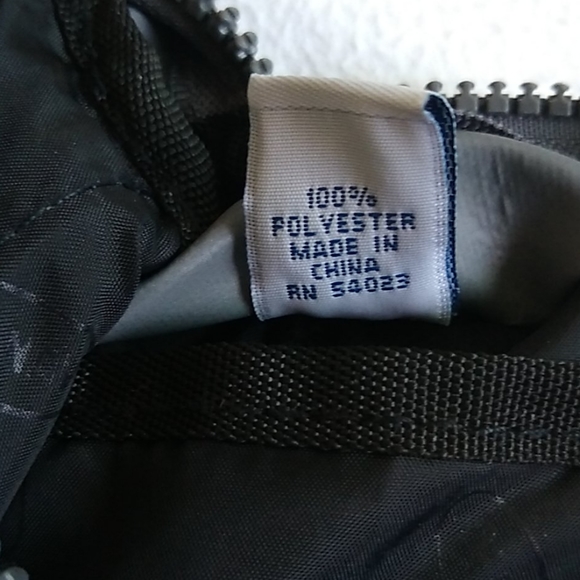 100%
POLYESTER
MADE IN
CHINA
RN 54023